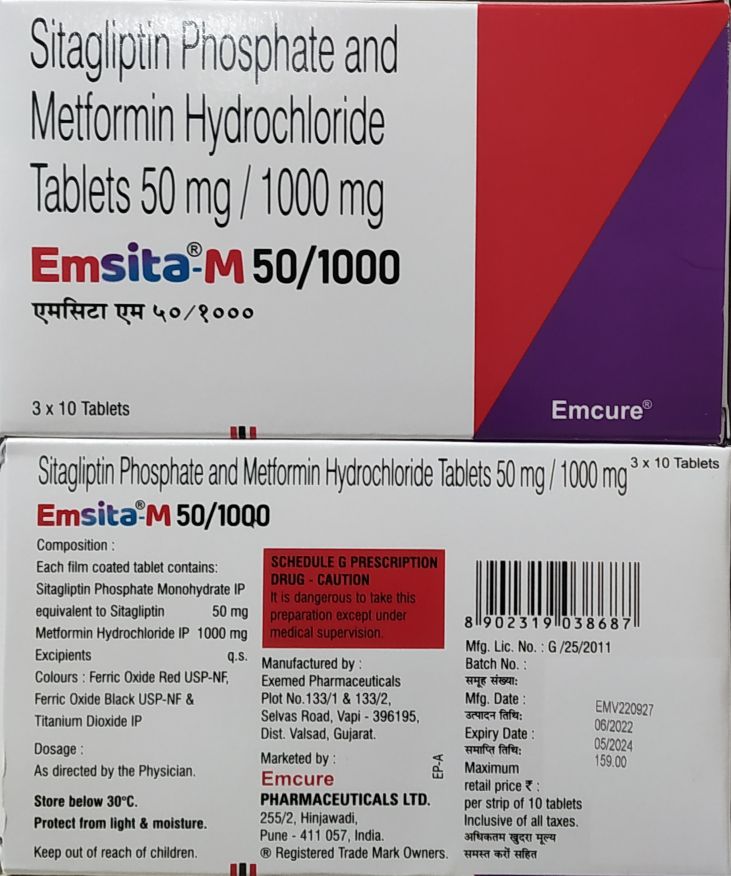 Sitagliptin Phosphate and
Metformin Hydrochloride
Tablets 50 mg / 1000 mg
Emsita®-M 50/1000
एमसिटा एम ५०/१०००
3 x 10 Tablets
Emcure®
Sitagliptin Phosphate and Metformin Hydrochloride Tablets 50 mg / 1000 mg 3 x 10 Tablets
Emsita®-M 50/1000
Composition :
Each film coated tablet contains:
Sitagliptin Phosphate Monohydrate IP
equivalent to Sitagliptin 50 mg
Metformin Hydrochloride IP 1000 mg
Excipients q.s.
Colours : Ferric Oxide Red USP-NF,
Ferric Oxide Black USP-NF &
Titanium Dioxide IP
Dosage :
As directed by the Physician.
Store below 30°C.
Protect from light & moisture.
Keep out of reach of children.
SCHEDULE G PRESCRIPTION
DRUG - CAUTION
It is dangerous to take this
preparation except under
medical supervision.
Manufactured by :
Exemed Pharmaceuticals
Plot No.133/1 & 133/2,
Selvas Road, Vapi - 396195,
Dist. Valsad, Gujarat.
Marketed by :
Emcure
PHARMACEUTICALS LTD.
255/2, Hinjawadi,
Pune - 411 057, India.
® Registered Trade Mark Owners.
EP-A
8 902319 038687
Mfg. Lic. No. : G /25/2011
Batch No. :
समूह संख्या:
Mfg. Date :
उत्पादन तिथि:
Expiry Date :
समाप्ति तिथि:
Maximum
retail price ₹ :
per strip of 10 tablets
Inclusive of all taxes.
अधिकतम खुदरा मूल्य
समस्त करों सहित
EMV220927
06/2022
05/2024
159.00